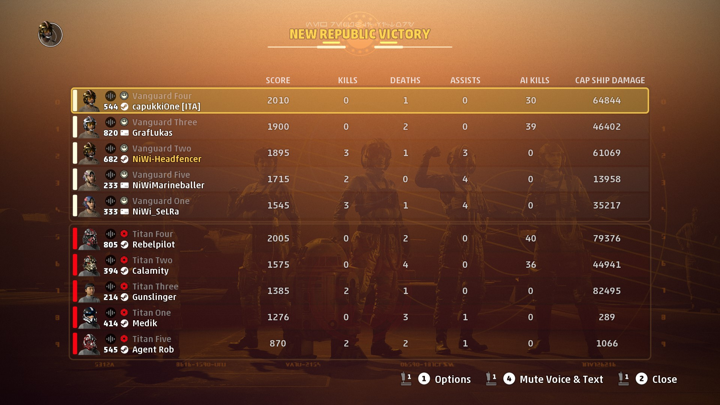 NEW REPUBLIC VICTORY
SCORE KILLS DEATHS ASSISTS AI KILLS CAP SHIP DAMAGE
Vanguard Four
544 capukkiOne [ITA] 2010 0 1 0 30 64844
Vanguard Three
820 GrafLukas 1900 0 2 0 39 46402
Vanguard Two
682 NiWi-Headfencer 1895 3 1 3 0 61069
Vanguard Five
233 NiWiMarineballer 1715 2 0 4 0 13958
Vanguard One
333 NiWi_SeLRa 1545 3 1 4 0 35217
Titan Four
805 Rebelpilot 2005 0 2 0 40 79376
Titan Two
394 Calamity 1575 0 4 0 36 44941
Titan Three
214 Gunslinger 1385 2 1 0 0 82495
Titan One
414 Medik 1276 0 3 1 0 289
Titan Five
545 Agent Rob 870 2 2 1 0 1066
1 1 Options 1 4 Mute Voice & Text 1 2 Close